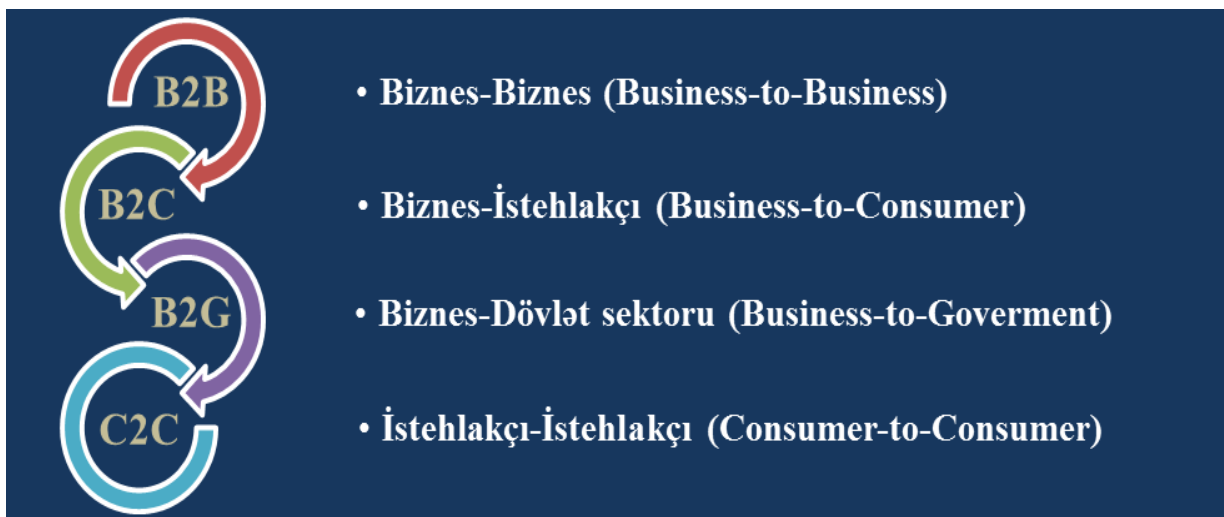 B2B
• Biznes-Biznes (Business-to-Business)
B2C
• Biznes-İstehlakçı (Business-to-Consumer)
B2G
• Biznes-Dövlət sektoru (Business-to-Goverment)
C2C
• İstehlakçı-İstehlakçı (Consumer-to-Consumer)